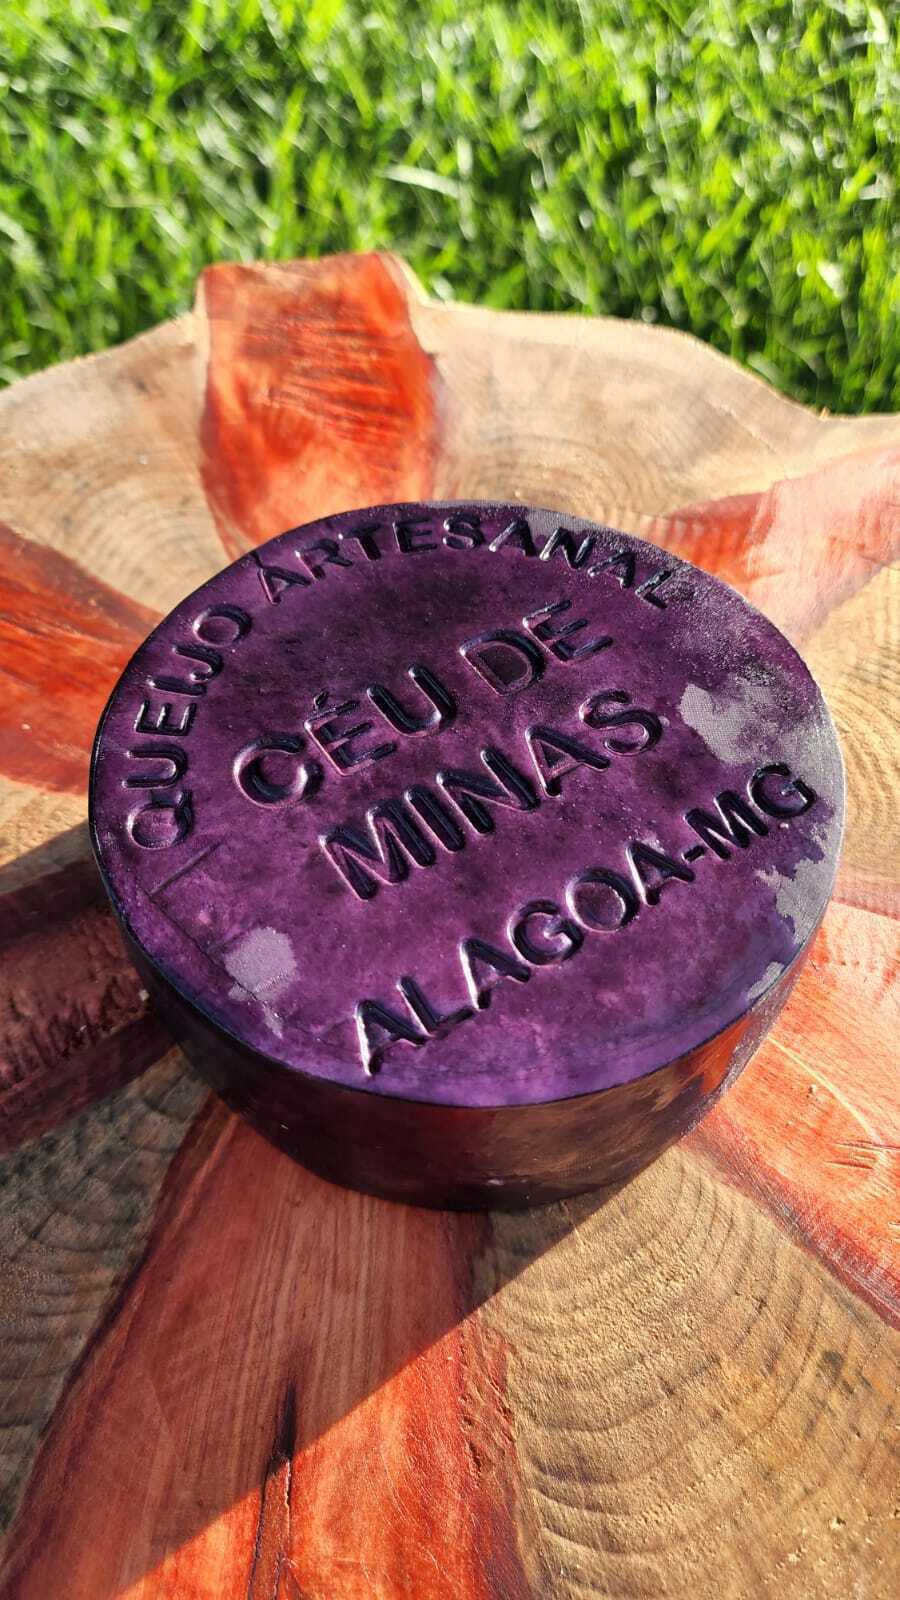 QUEIJO ARTESANAL
CÉU DE
MINAS
ALAGOA-MG